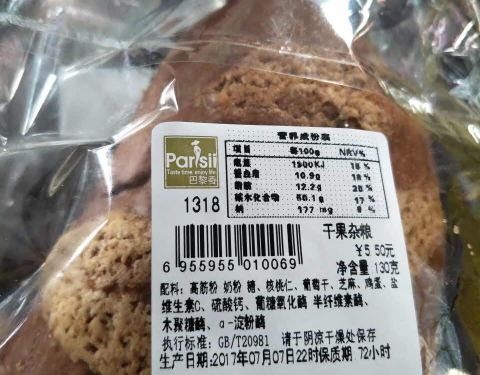 营养成份表
项目 每100g NRV%
能量 1500KJ 18 %
蛋白质 10.9g 18 %
脂肪 12.2g 20 %
碳水化合物 17 %
钠 177 mg
Parisii
Taste time. enjoy life.
巴黎香
1318
6 955955 010069
干果杂粮
¥5.50元
净含量 130克
配料: 高筋粉 奶粉 糖、核桃仁、葡萄干、芝麻、鸡蛋、盐
维生素C、硫酸钙、葡糖氧化酶 半纤维素酶、
木聚糖酶、α-淀粉酶
执行标准: GB/T20981 请于阴凉干燥处保存
生产日期:2017年07月07日22时保质期 72小时